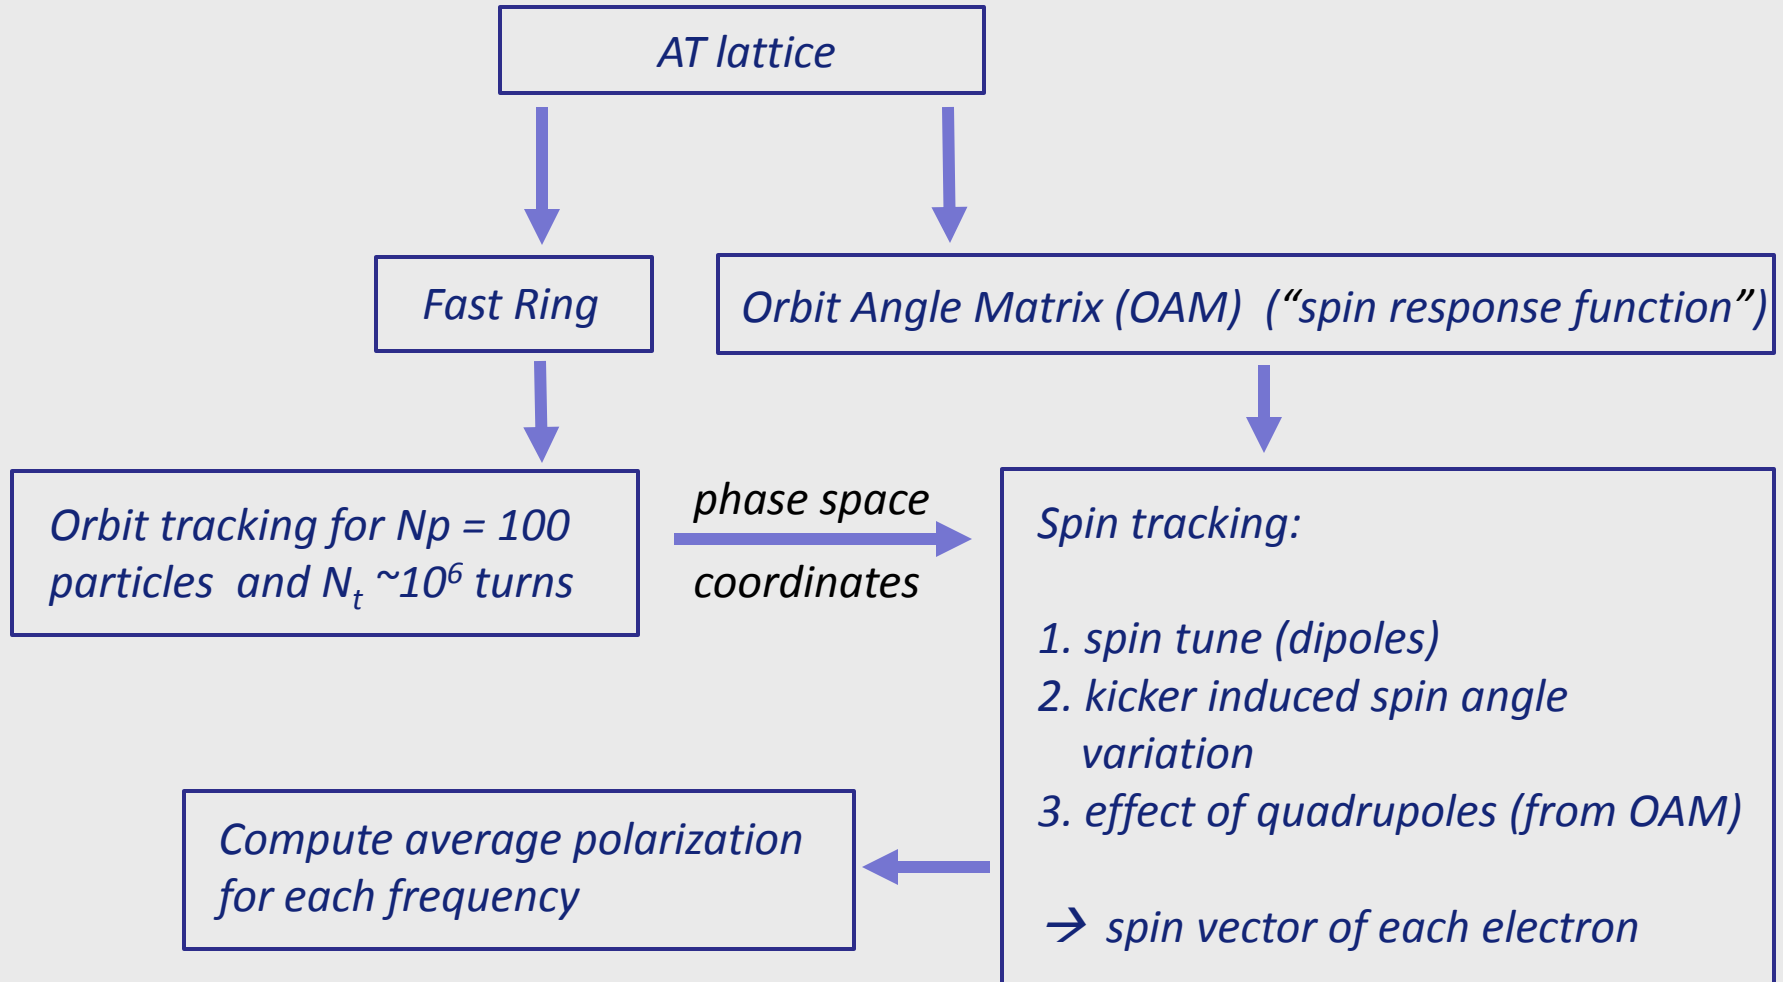 AT lattice
Fast Ring
Orbit Angle Matrix (OAM) (“spin response function”)
Orbit tracking for Np = 100
particles and Nₜ ~10⁶ turns
phase space
coordinates
Spin tracking:
1. spin tune (dipoles)
2. kicker induced spin angle
variation
3. effect of quadrupoles (from OAM)
→ spin vector of each electron
Compute average polarization
for each frequency